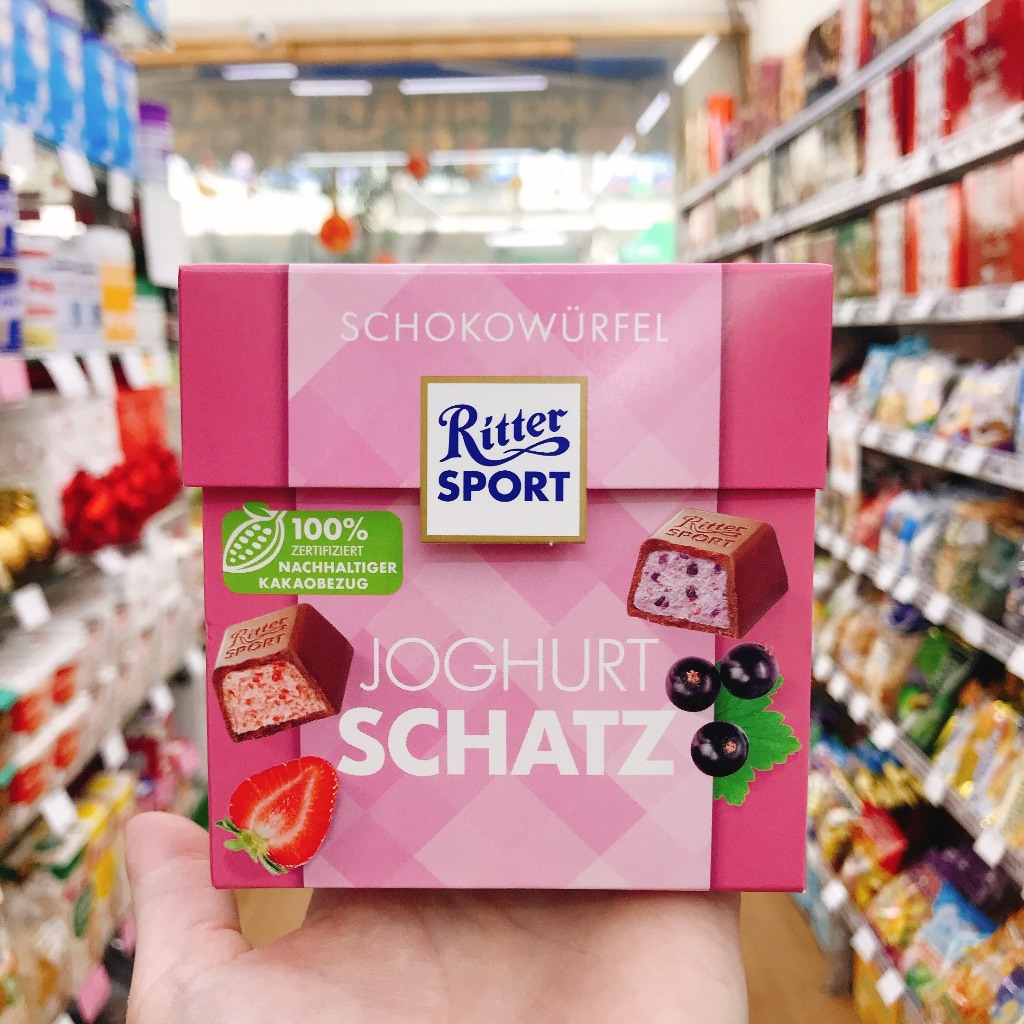 SCHOKOWÜRFEL
Ritter
SPORT
100%
ZERTIFIZIERT
NACHHALTIGER
KAKAOBEZUG
Ritter
SPORT
Ritter
SPORT
JOGHURT
SCHATZ